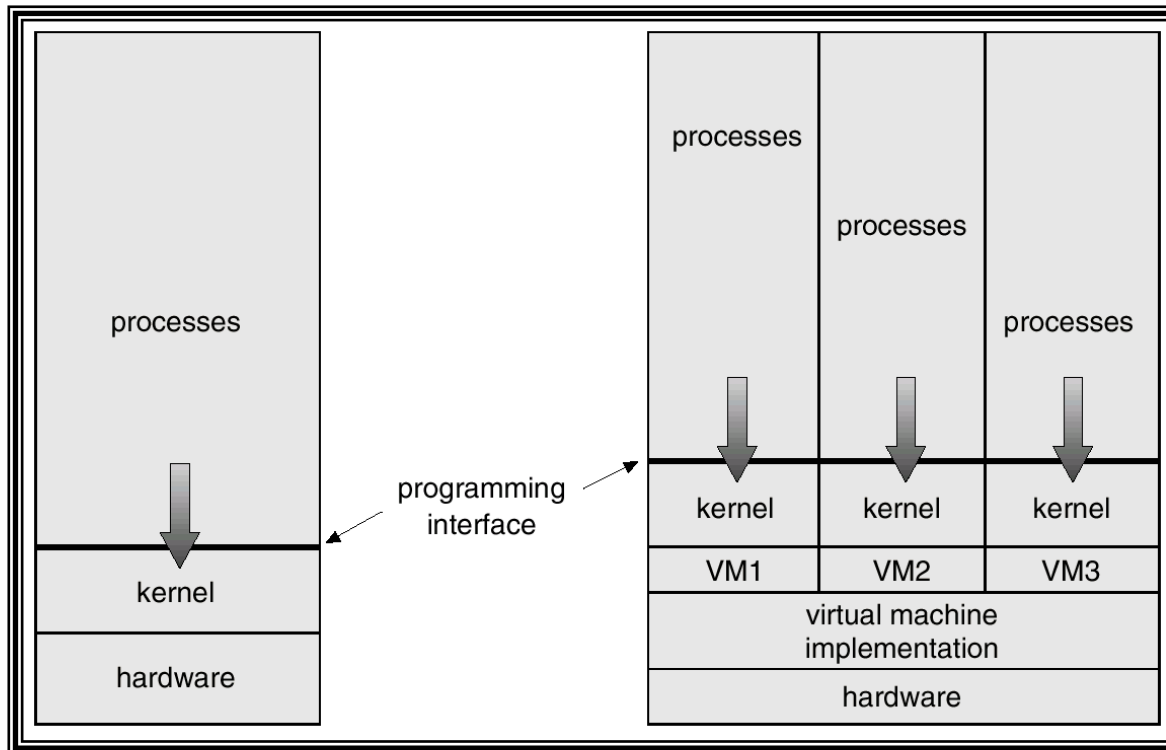 processes
kernel
hardware
programming
interface
processes
processes
processes
kernel
kernel
kernel
VM1
VM2
VM3
virtual machine
implementation
hardware